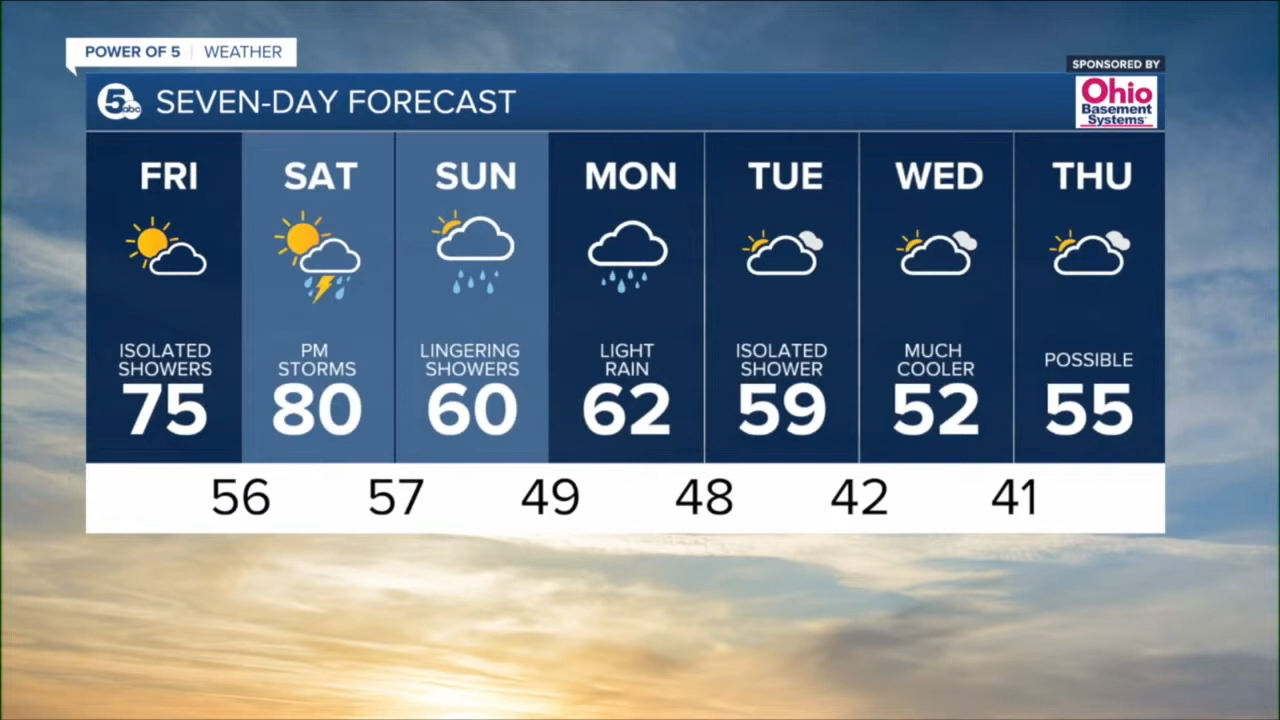 POWER OF 5 | WEATHER
SPONSORED BY
5abc SEVEN-DAY FORECAST
Ohio
Basement
Systems
FRI SAT SUN MON TUE WED THU
ISOLATED SHOWERS
PM STORMS
LINGERING SHOWERS
LIGHT RAIN
ISOLATED SHOWER
MUCH COOLER
POSSIBLE
75 80 60 62 59 52 55
56 57 49 48 42 41